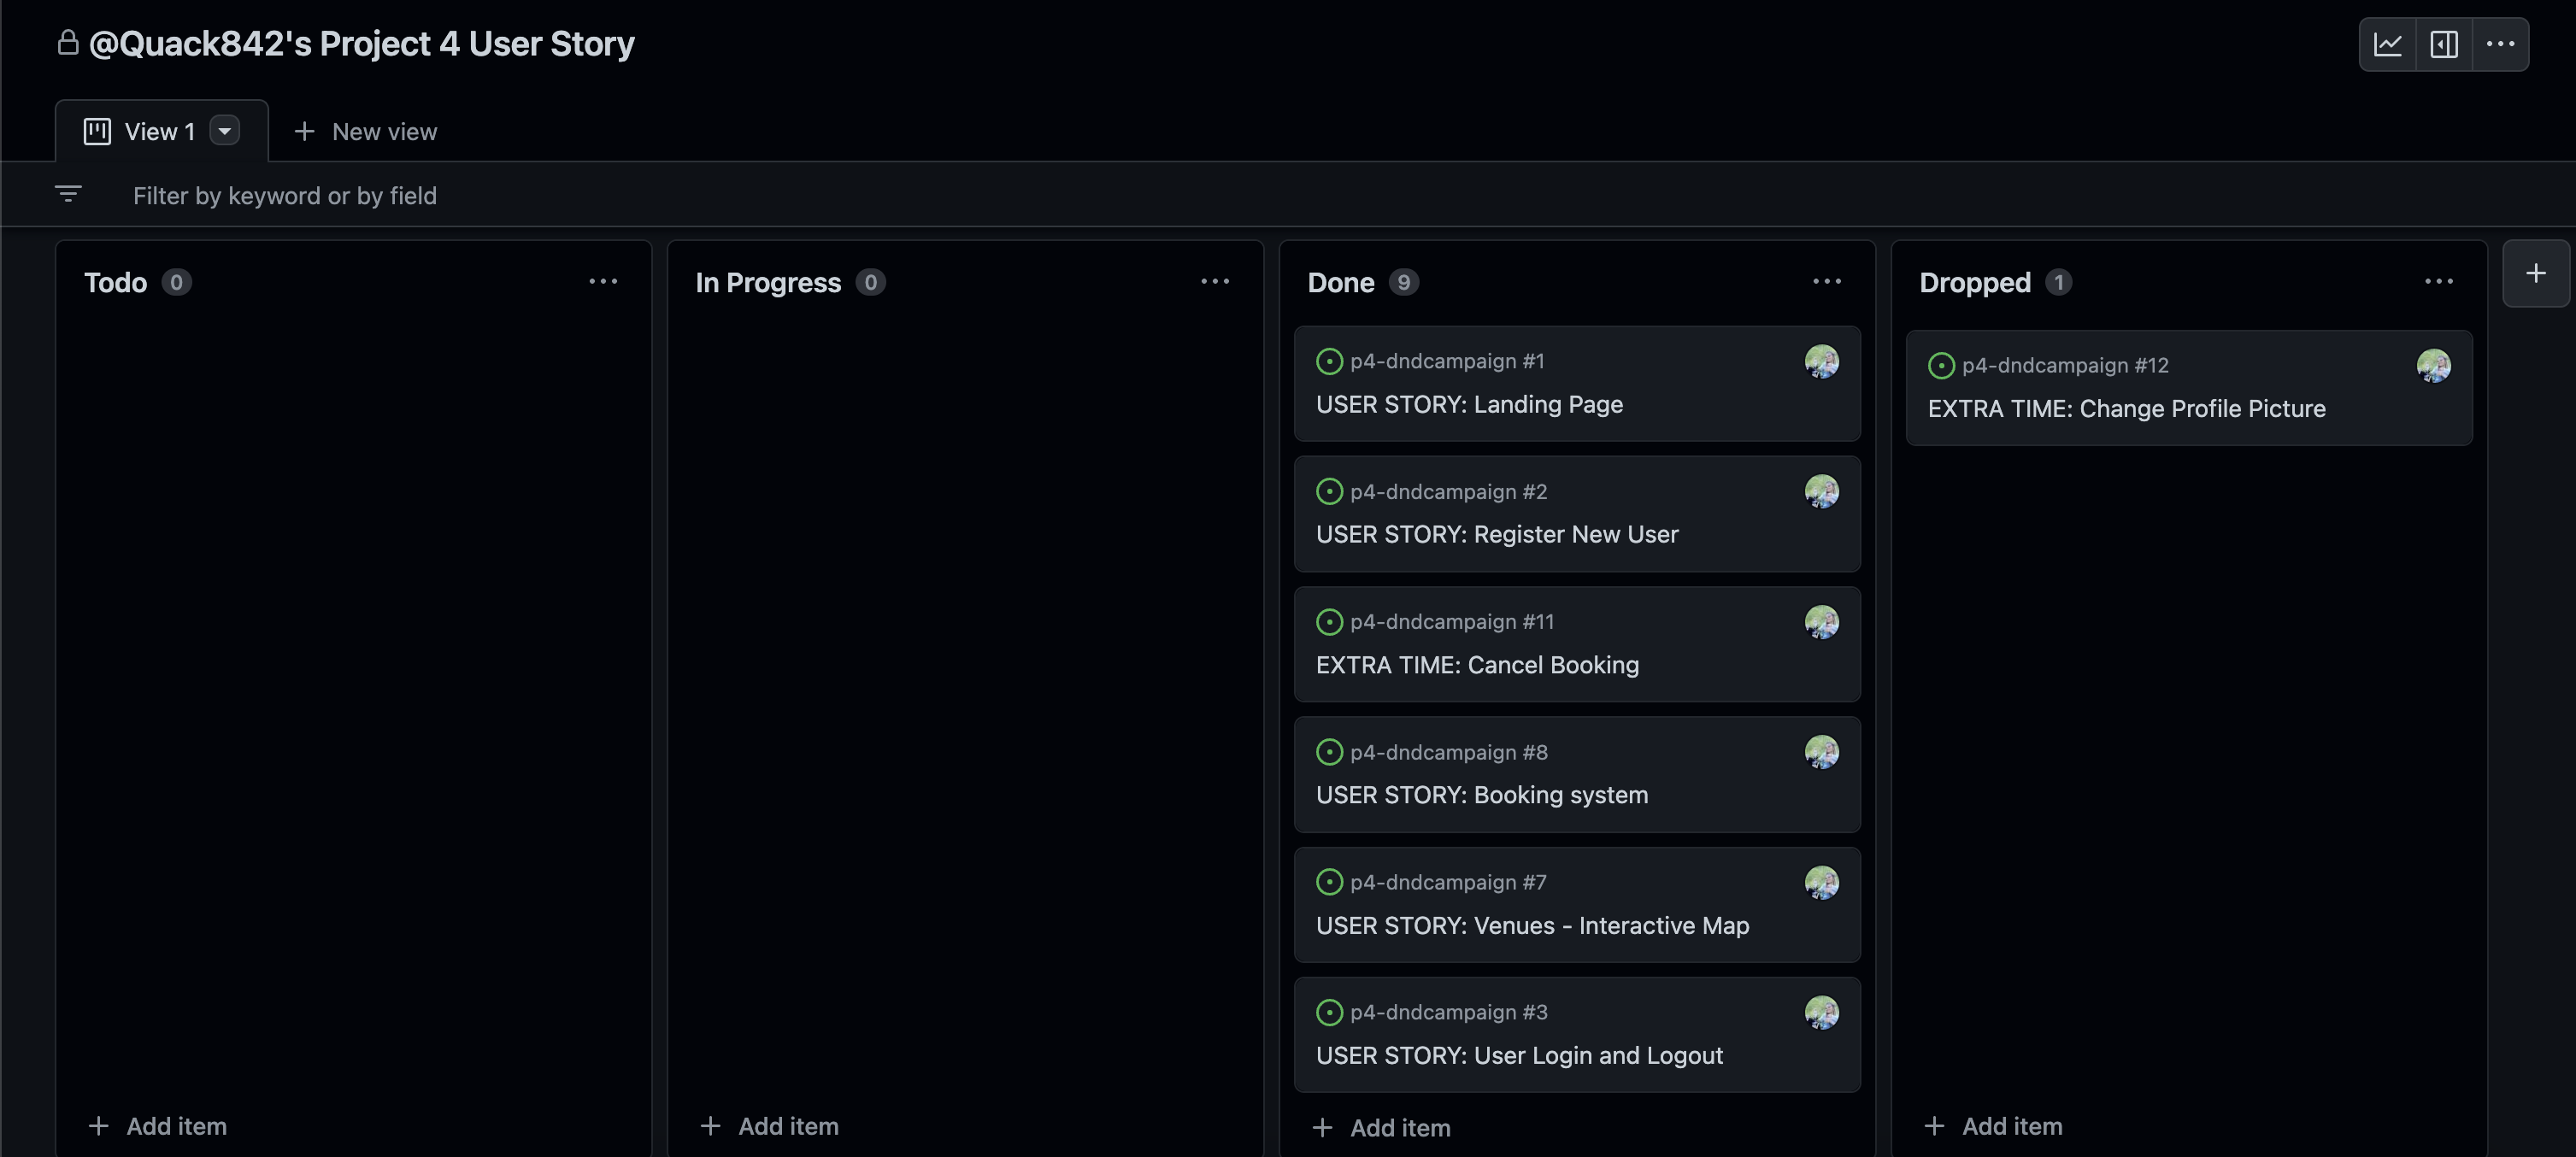 @Quack842's Project 4 User Story
View 1
New view
Filter by keyword or by field
Todo 0
Add item
In Progress 0
Add item
Done 9
p4-dndcampaign #1
USER STORY: Landing Page
p4-dndcampaign #2
USER STORY: Register New User
p4-dndcampaign #11
EXTRA TIME: Cancel Booking
p4-dndcampaign #8
USER STORY: Booking system
p4-dndcampaign #7
USER STORY: Venues - Interactive Map
p4-dndcampaign #3
USER STORY: User Login and Logout
Add item
Dropped 1
p4-dndcampaign #12
EXTRA TIME: Change Profile Picture
Add item